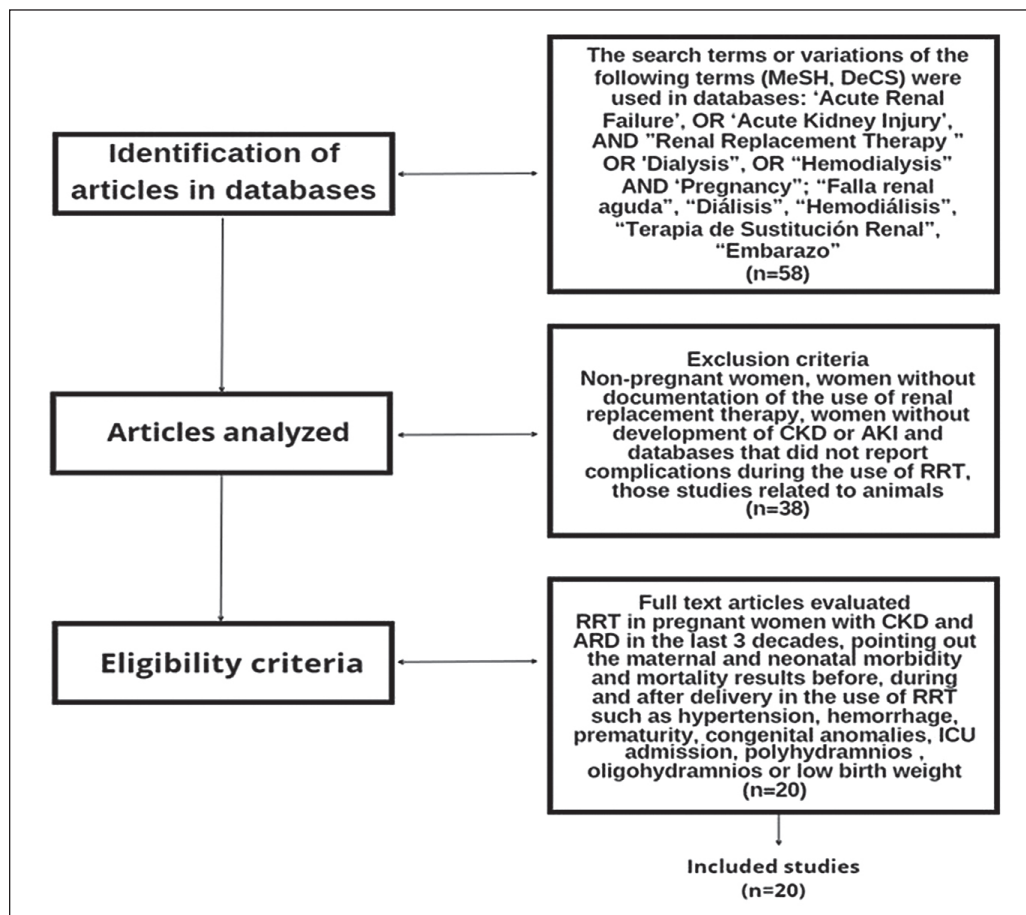 Identification of
articles in databases
The search terms or variations of the
following terms (MeSH, DeCS) were
used in databases: ‘Acute Renal
Failure’, OR ‘Acute Kidney Injury’,
AND ”Renal Replacement Therapy ”
OR 'Dialysis”, OR “Hemodialysis”
AND ‘Pregnancy”; “Falla renal
aguda”, “Diálisis”, “Hemodiálisis”,
“Terapia de Sustitución Renal”,
“Embarazo”
(n=58)
Articles analyzed
Exclusion criteria
Non-pregnant women, women without
documentation of the use of renal
replacement therapy, women without
development of CKD or AKI and
databases that did not report
complications during the use of RRT,
those studies related to animals
(n=38)
Eligibility criteria
Full text articles evaluated
RRT in pregnant women with CKD and
ARD in the last 3 decades, pointing out
the maternal and neonatal morbidity
and mortality results before, during
and after delivery in the use of RRT
such as hypertension, hemorrhage,
prematurity, congenital anomalies, ICU
admission, polyhydramnios ,
oligohydramnios or low birth weight
(n=20)
Included studies
(n=20)